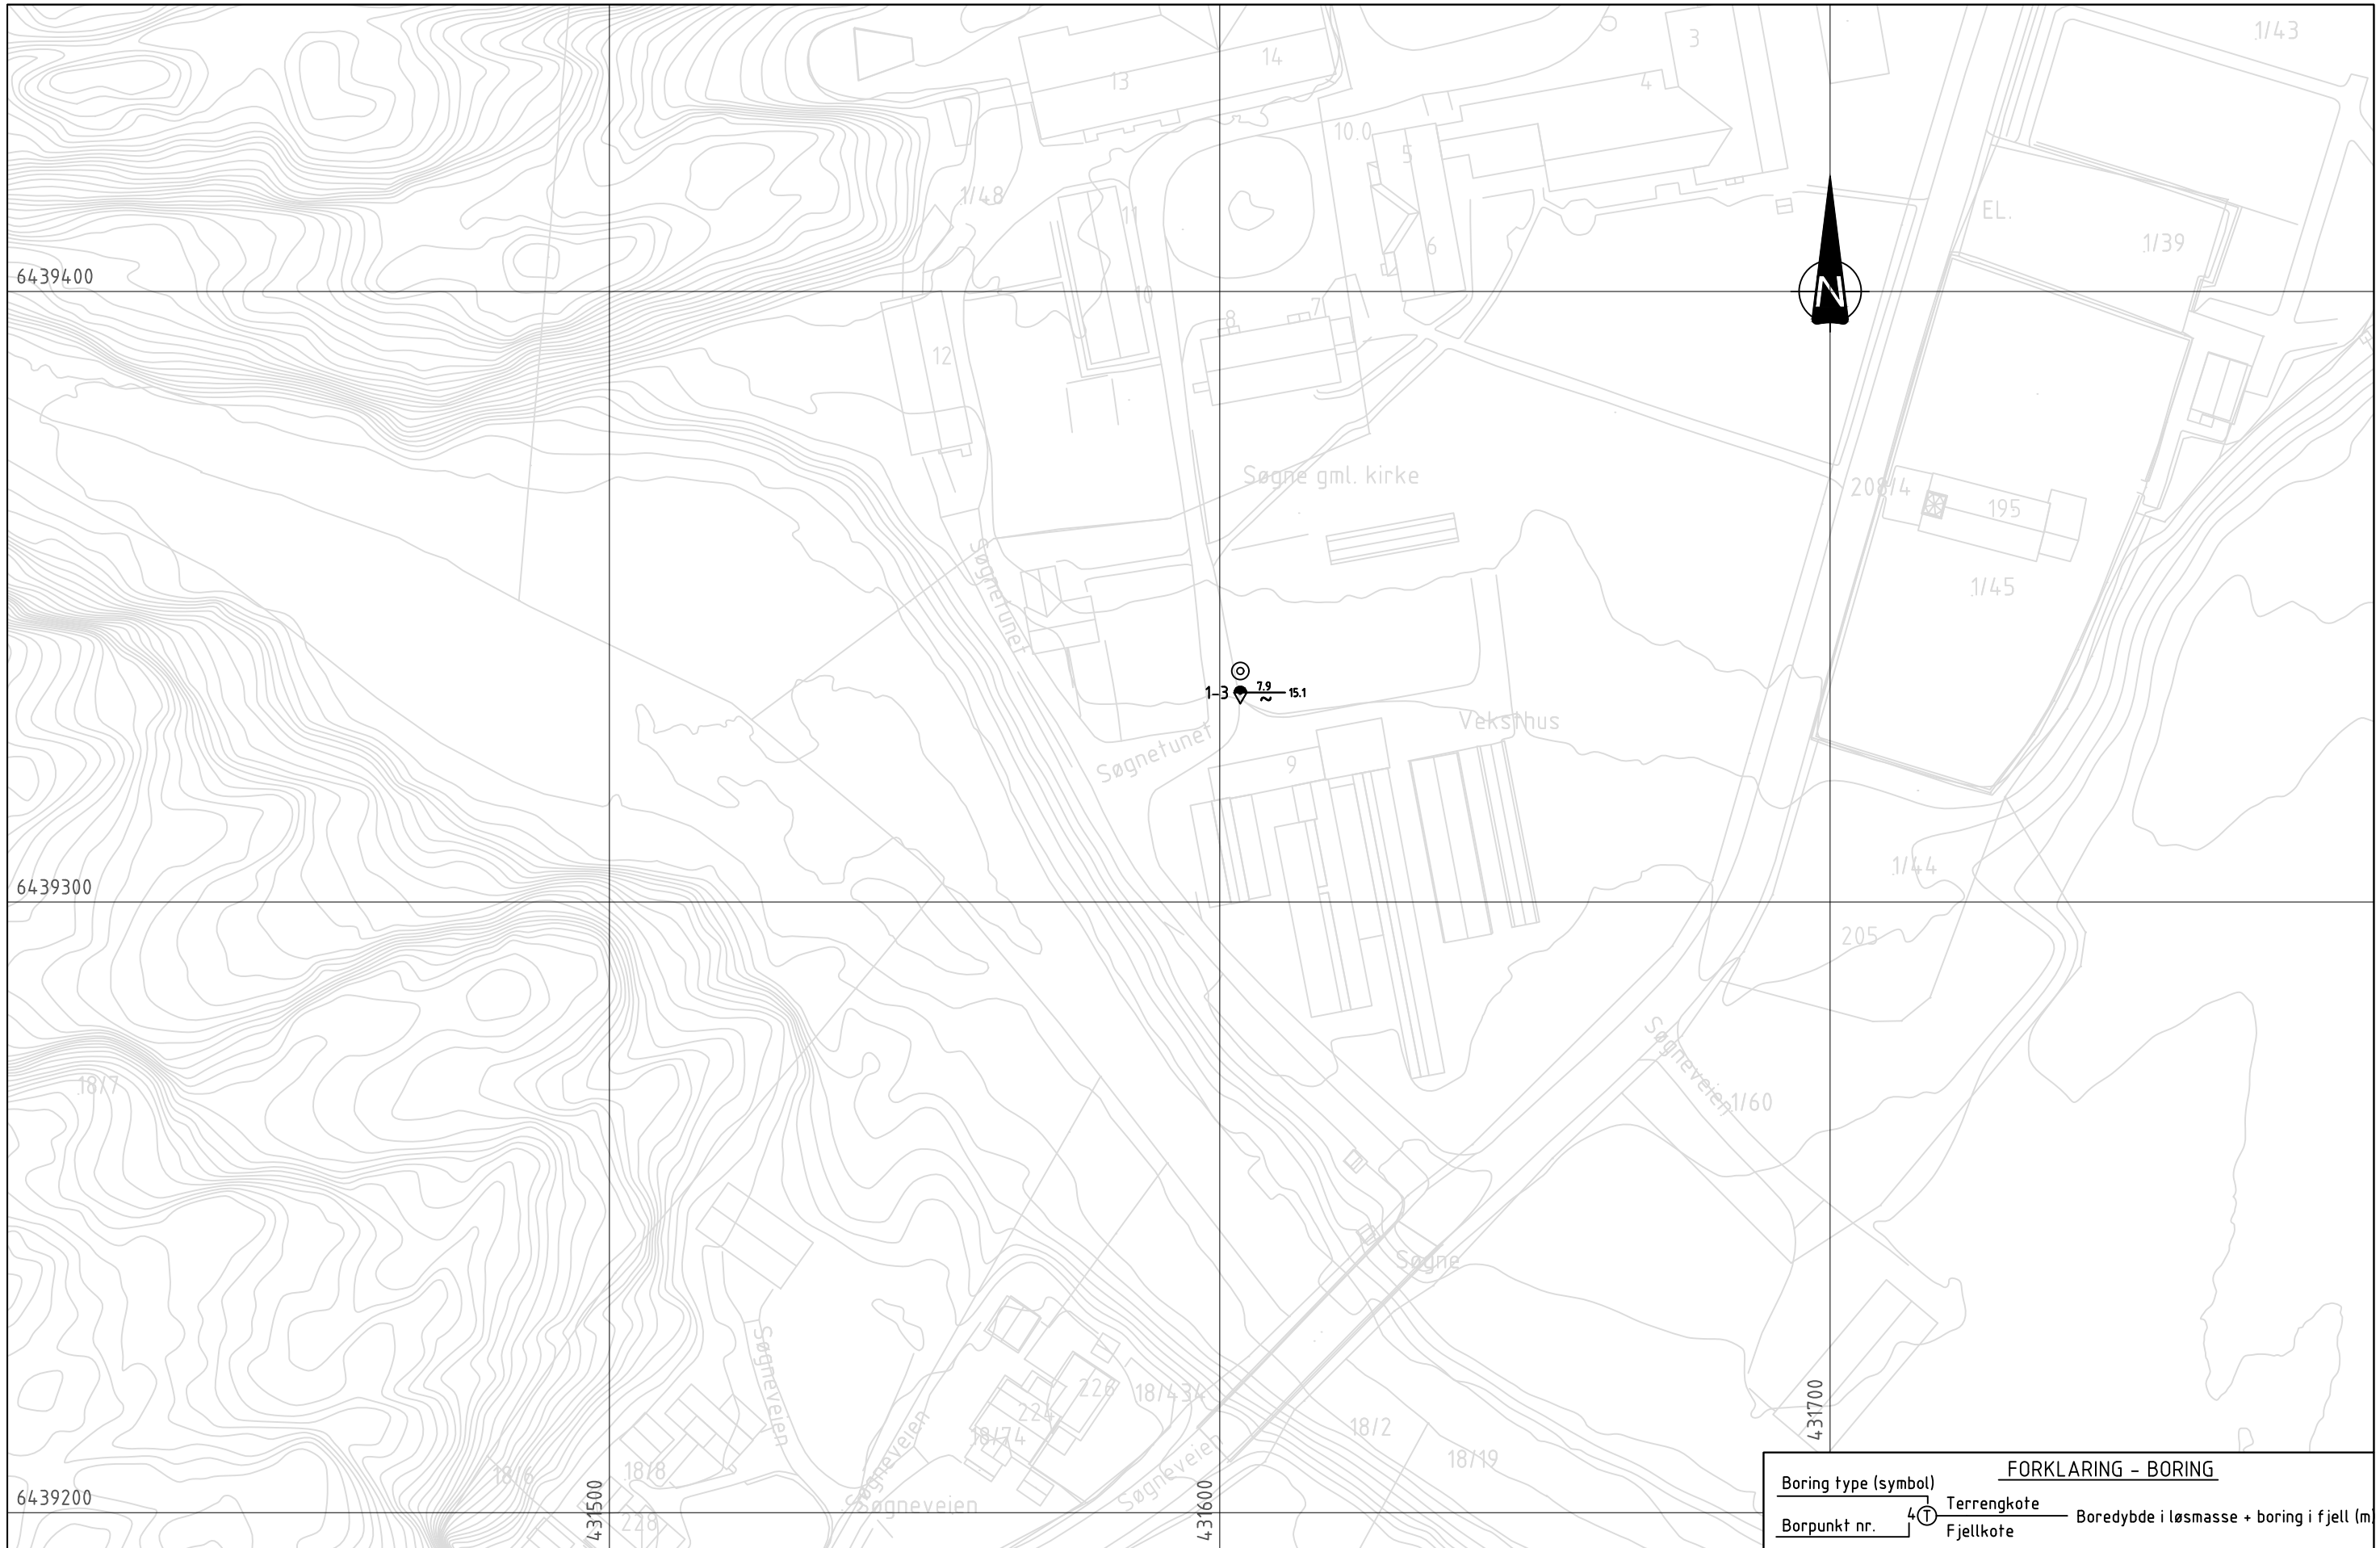 1/43
3
14
4
13
10.0
5
1/48
11
EL.
1/39
6
N
6439400
10
7
8
12
Søgne gml. kirke
208/4
195
Søgnetunet
1/45
7.9
1-3
15.1
~
Veksthus
Søgnetunet
9
1/44
6439300
205
Søgneveien
18/7
1/60
Søgne
Søgneveien
226
18/434
224
18/2
18/74
Søgneveien
18/19
18/6
18/8
Søgneveien
Søgneveien
228
6439200
431500
431600
431700
FORKLARING - BORING
Boring type (symbol)
Terrengkote
4 T
Boredybde i løsmasse + boring i fjell (m
Borpunkt nr.
Fjellkote